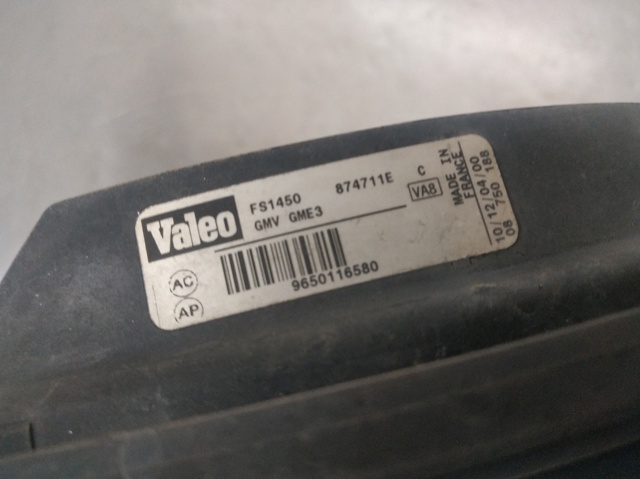 Valeo
FS1450 874711E C
GMV GME3 VA8
9650116580
AC
AP
MADE IN
FRANCE
10/12/04/00
08 750 188